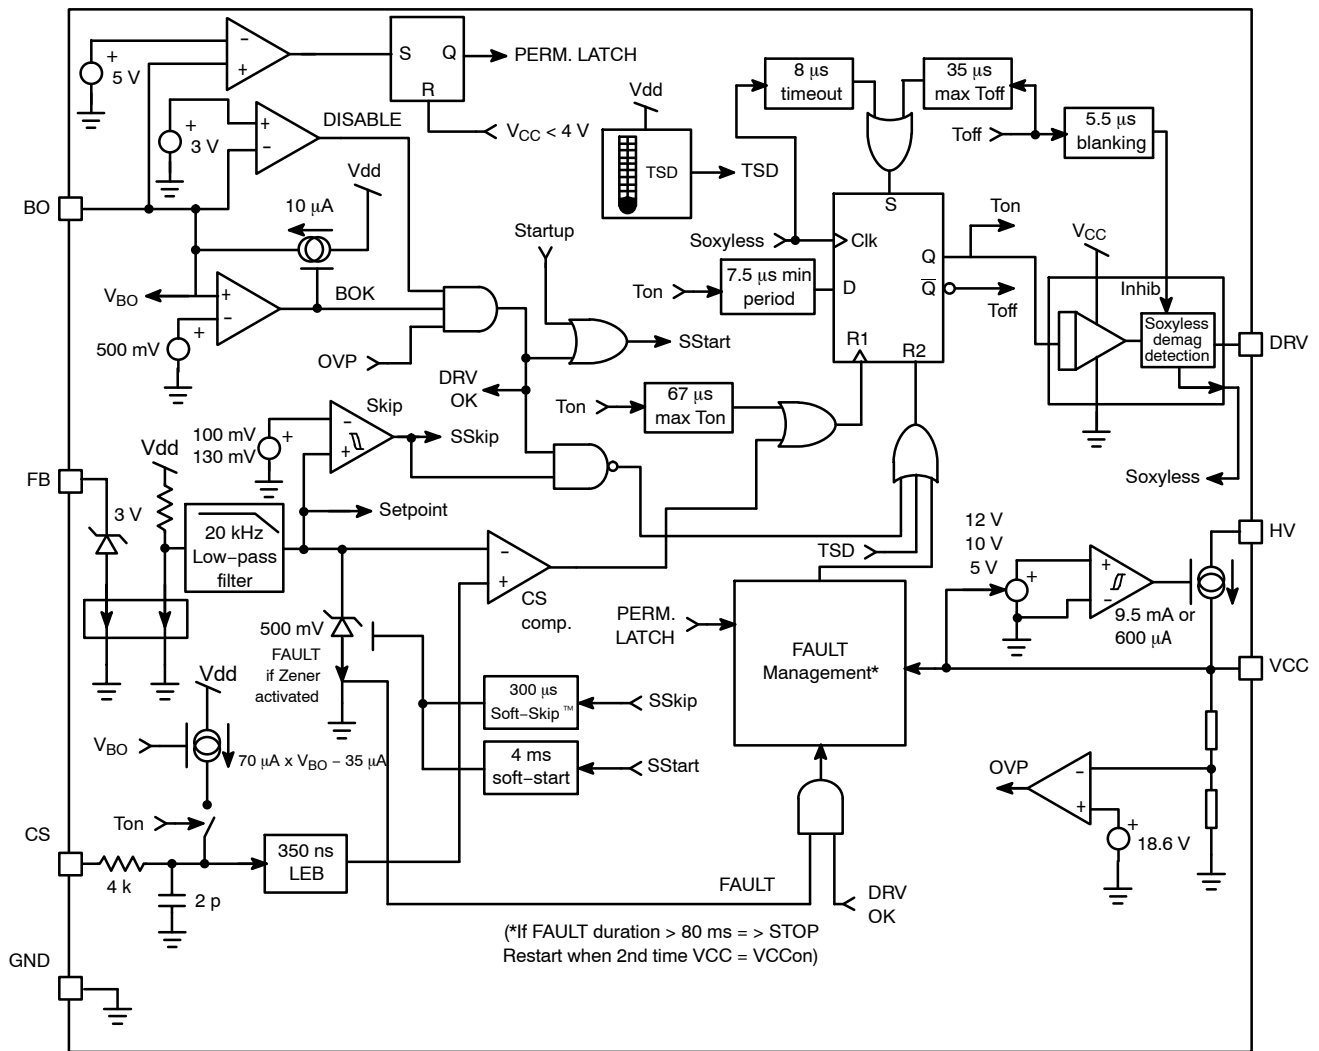 5 V
+
-
+
S
Q
R
PERM. LATCH
VCC < 4 V
+
3 V
+
-
DISABLE
Vdd
BO
10 μA
VBO
+
-
BOK
+
500 mV
OVP
Startup
SStart
DRV
OK
Vdd
TSD
TSD
8 μs
timeout
35 μs
max Toff
Toff
5.5 μs
blanking
S
Soxyless
Clk
Q
Ton
Ton
7.5 μs min
period
D
Q
Toff
R1
R2
VCC
Inhib
Soxyless
demag
detection
DRV
Soxyless
Ton
67 μs
max Ton
100 mV
130 mV
+
Skip
-
+
SSkip
Vdd
FB
3 V
20 kHz
Low-pass
filter
Setpoint
-
+
CS
comp.
TSD
12 V
10 V
5 V
+
+
-
HV
9.5 mA or
600 μA
VCC
PERM.
LATCH
FAULT
Management*
500 mV
FAULT
if Zener
activated
300 μs
Soft-Skip ™
SSkip
4 ms
soft-start
SStart
Vdd
VBO
70 μA x VBO - 35 μA
Ton
CS
4 k
2 p
350 ns
LEB
FAULT
DRV
OK
OVP
-
+
+
18.6 V
(*If FAULT duration > 80 ms = > STOP
Restart when 2nd time VCC = VCCon)
GND